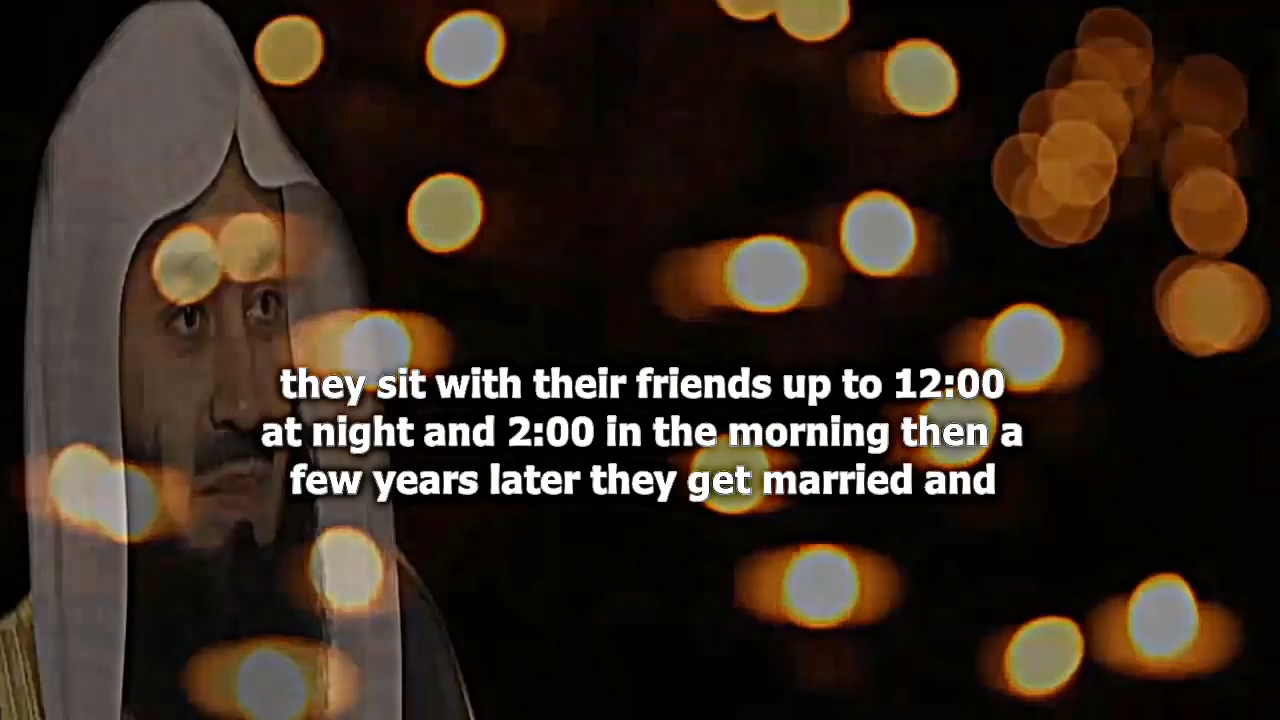 they sit with their friends up to 12:00
at night and 2:00 in the morning then a
few years later they get married and